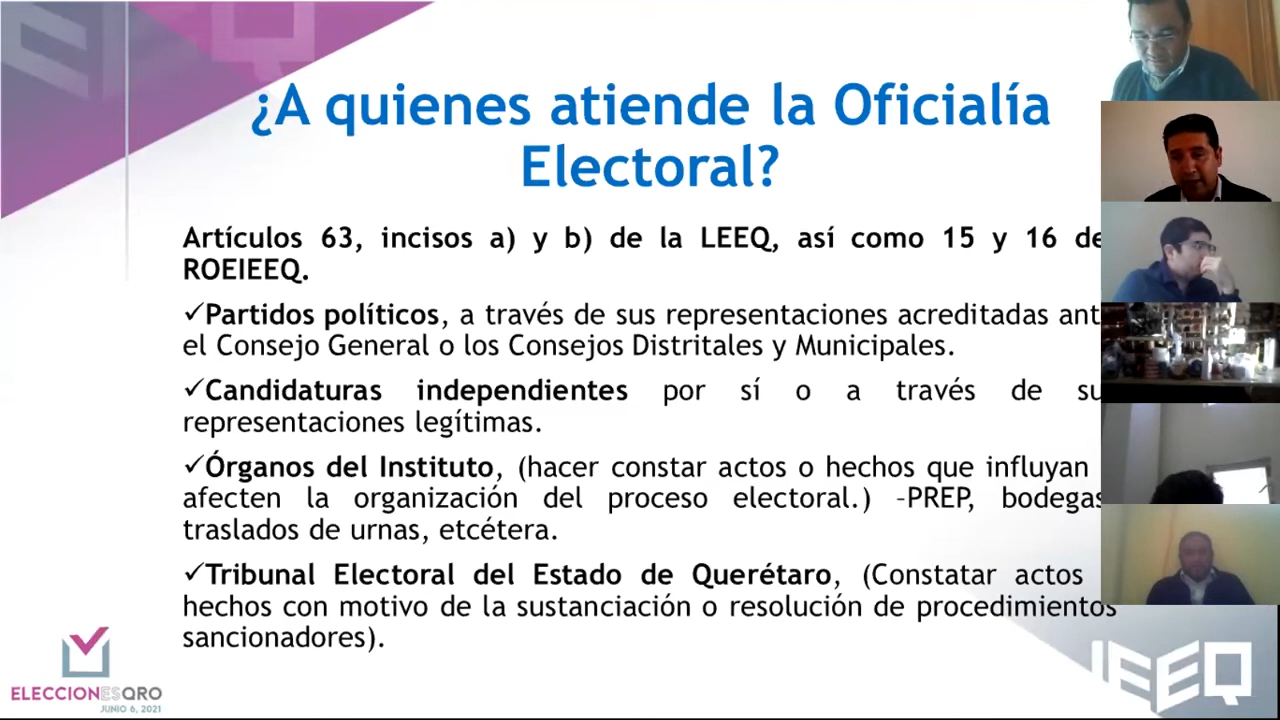 ¿A quienes atiende la Oficialía
Electoral?
Artículos 63, incisos a) y b) de la LEEQ, así como 15 y 16
ROEIEEQ.
✓Partidos políticos, a través de sus representaciones acreditadas
el Consejo General o los Consejos Distritales y Municipales.
✓Candidaturas independientes por sí o a través de
representaciones legítimas.
✓Órganos del Instituto, (hacer constar actos o hechos que influyan
afecten la organización del proceso electoral.) –PREP, bodegas
traslados de urnas, etcétera.
✓Tribunal Electoral del Estado de Querétaro, (Constatar actos
hechos con motivo de la sustanciación o resolución de procedimientos
sancionadores).
ELECCIONESQRO
JUNIO 6, 2021
IEEQ